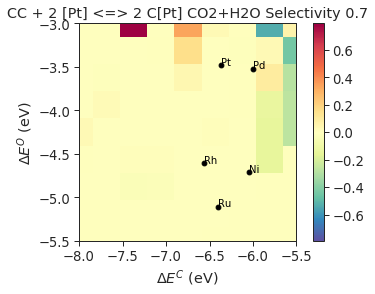 CC + 2 [Pt] <=> 2 C[Pt] CO2+H2O Selectivity 0.7
−3.0
−3.5
−4.0
−4.5
−5.0
−5.5
ΔE^O (eV)
Pt
Pd
Rh
Ni
Ru
−8.0 −7.5 −7.0 −6.5 −6.0 −5.5
ΔE^C (eV)
0.6
0.4
0.2
0.0
−0.2
−0.4
−0.6